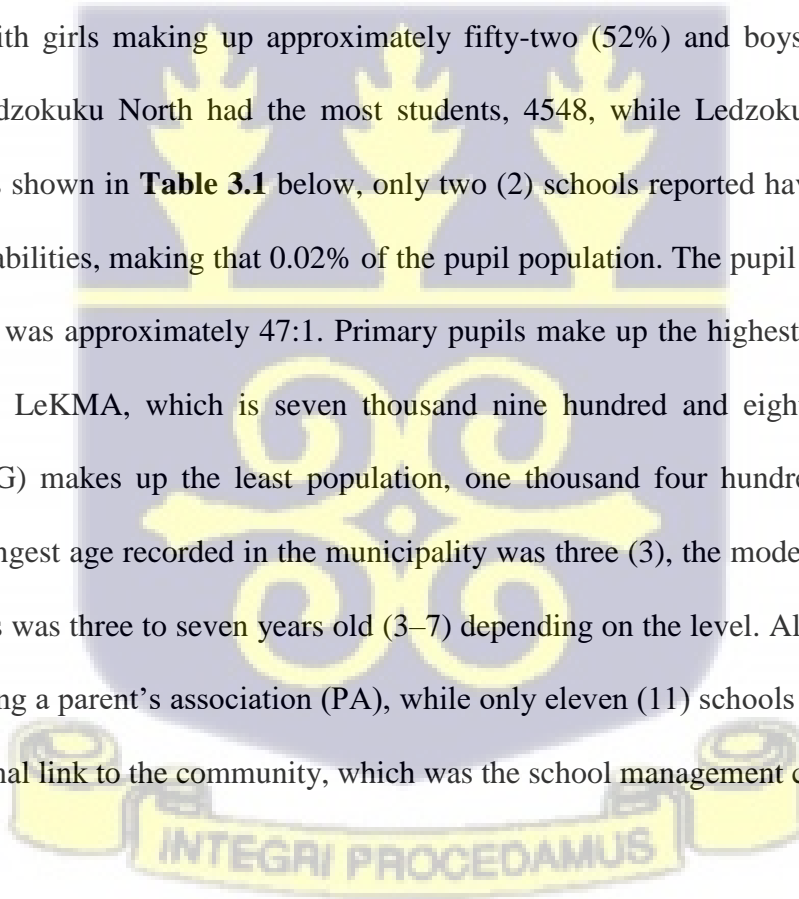 ith girls making up approximately fifty-two (52%) and boys
dzokuku North had the most students, 4548, while Ledzoku
s shown in Table 3.1 below, only two (2) schools reported hav
abilities, making that 0.02% of the pupil population. The pupil
was approximately 47:1. Primary pupils make up the highest
LeKMA, which is seven thousand nine hundred and eight
G) makes up the least population, one thousand four hundre
ngest age recorded in the municipality was three (3), the mode
s was three to seven years old (3–7) depending on the level. Al
ng a parent’s association (PA), while only eleven (11) schools
nal link to the community, which was the school management c
INTEGRI PROCEDAMUS